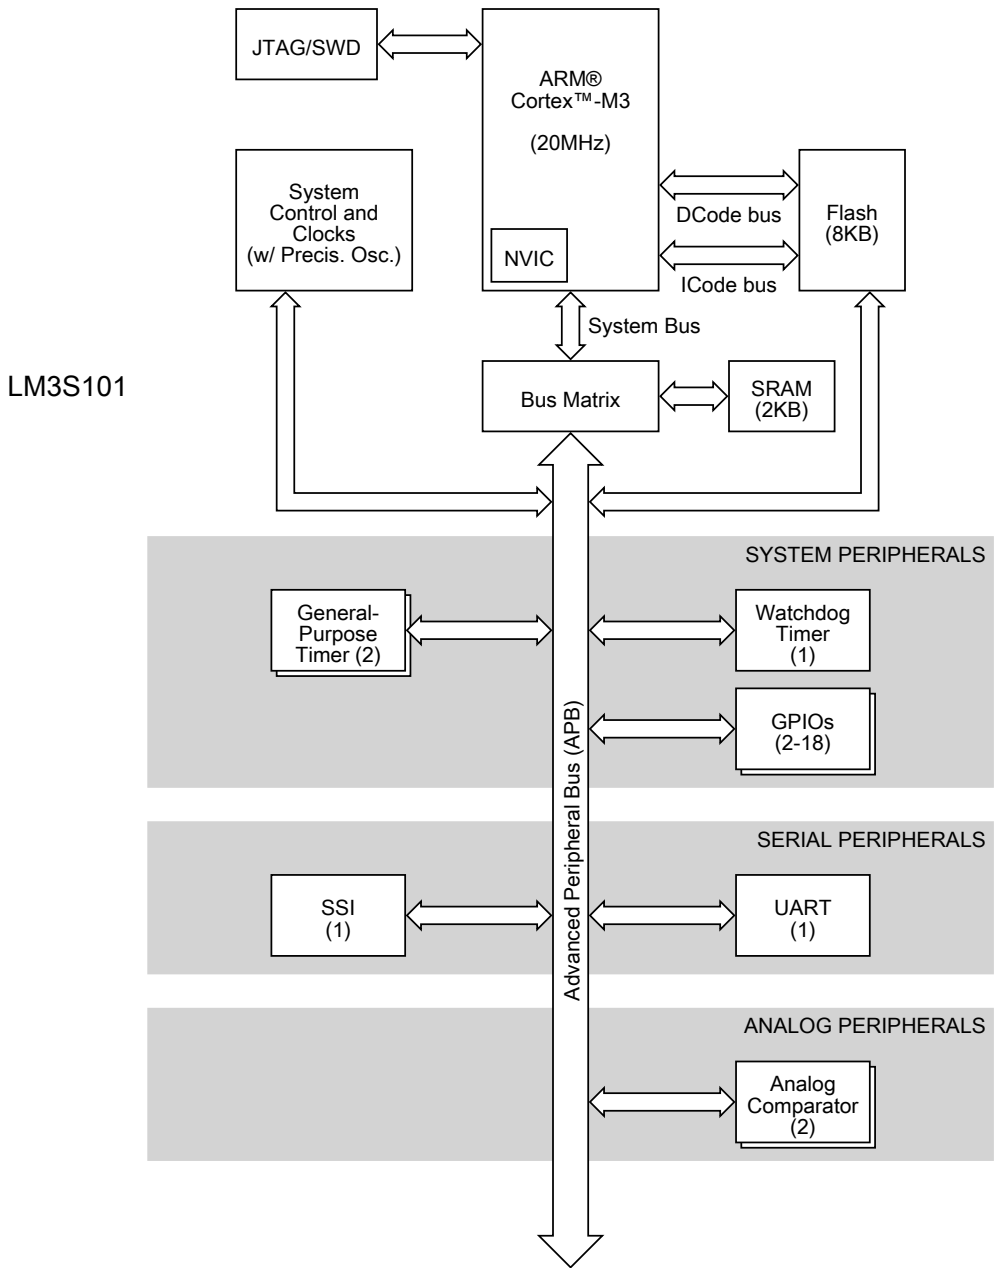 JTAG/SWD
ARM®
Cortex™-M3
(20MHz)
NVIC
System
Control and
Clocks
(w/ Precis. Osc.)
DCode bus
ICode bus
Flash
(8KB)
System Bus
LM3S101
Bus Matrix
SRAM
(2KB)
SYSTEM PERIPHERALS
General-
Purpose
Timer (2)
Watchdog
Timer
(1)
GPIOs
(2-18)
Advanced Peripheral Bus (APB)
SERIAL PERIPHERALS
SSI
(1)
UART
(1)
ANALOG PERIPHERALS
Analog
Comparator
(2)